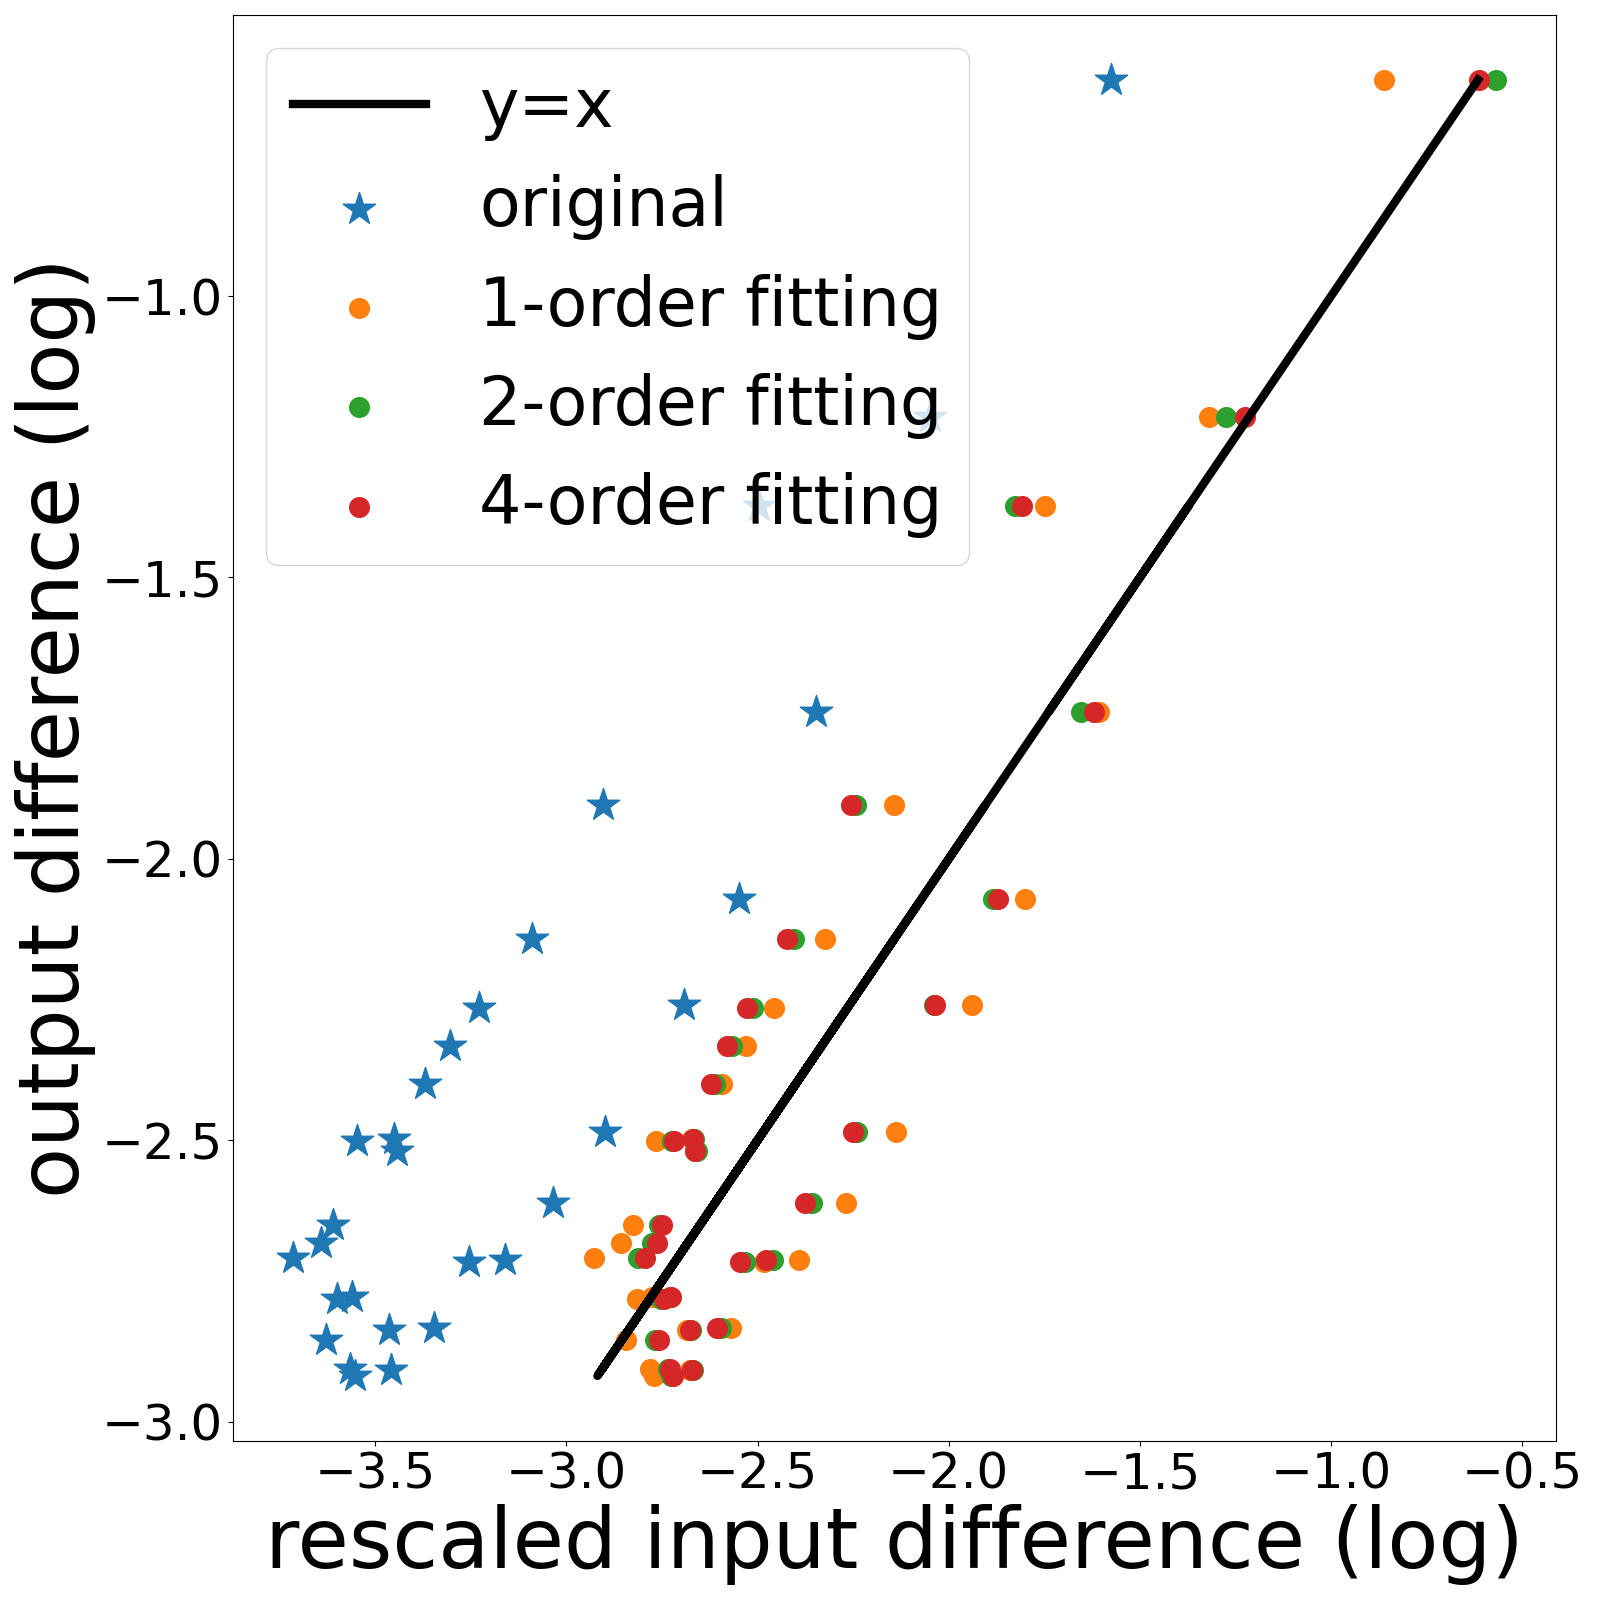 y=x
original
1-order fitting
2-order fitting
4-order fitting
output difference (log)
−1.0
−1.5
−2.0
−2.5
−3.0
−3.5 −3.0 −2.5 −2.0 −1.5 −1.0 −0.5
rescaled input difference (log)